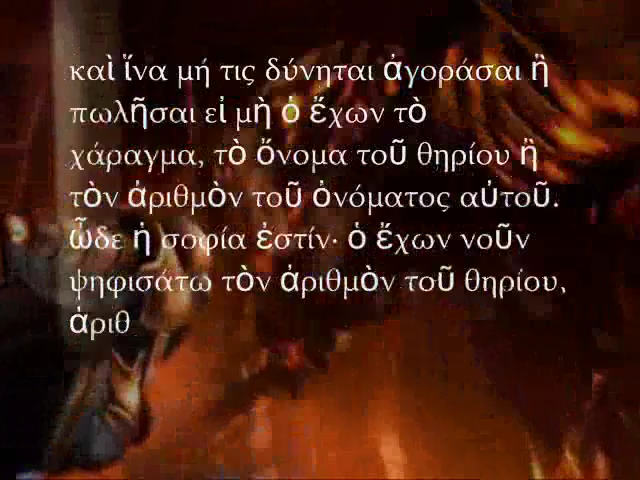 καὶ ἵνα μή τις δύνηται ἀγοράσαι ἢ
πωλῆσαι εἰ μὴ ὁ ἔχων τὸ
χάραγμα, τὸ ὄνομα τοῦ θηρίου ἢ
τὸν ἀριθμὸν τοῦ ὀνόματος αὐτοῦ.
ὧδε ἡ σοφία ἐστίν· ὁ ἔχων νοῦν
ψηφισάτω τὸν ἀριθμὸν τοῦ θηρίου,
ἀριθ